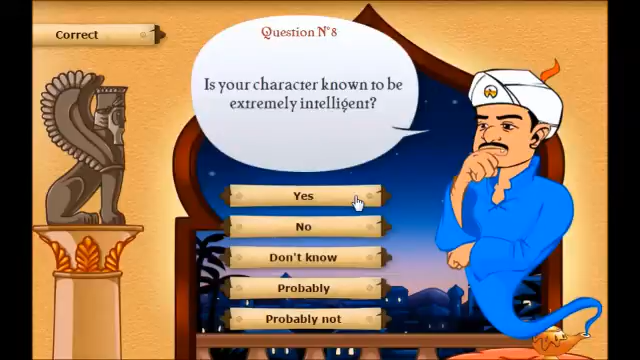 Correct
Question N°8
Is your character known to be
extremely intelligent?
Yes
No
Don't know
Probably
Probably not